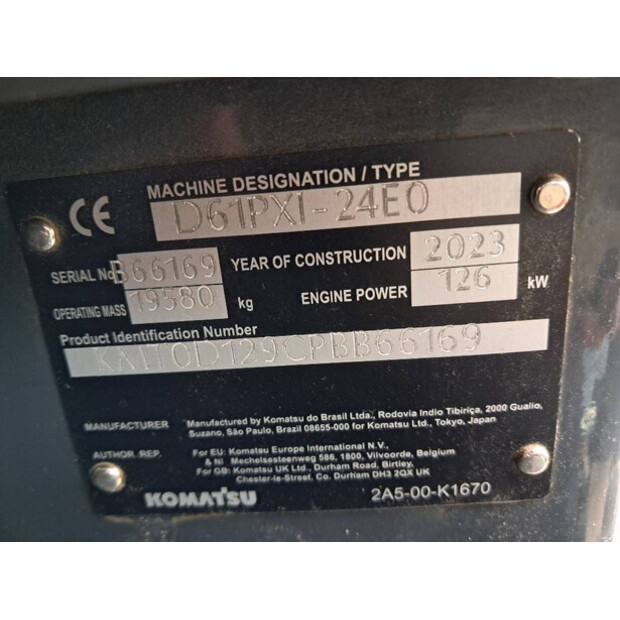 MACHINE DESIGNATION / TYPE
CE
D61PXI-24E0
SERIAL No B66169 YEAR OF CONSTRUCTION 2023
OPERATING MASS 19580 kg ENGINE POWER 126 kW
Product Identification Number
KMT0D129CPBB66169
MANUFACTURER Manufactured by Komatsu do Brasil Ltda., Rodovia Indio Tibiriça, 2000 Gualio,
Suzano, São Paulo, Brazil 08655-000 for Komatsu Ltd., Tokyo, Japan
AUTHOR. REP. For EU: Komatsu Europe International N.V.,
& NI Mechelsesteenweg 586, 1800, Vilvoorde, Belgium
For GB: Komatsu UK Ltd., Durham Road, Birtley,
Chester-le-Street, Co. Durham DH3 2QX UK
KOMATSU 2A5-00-K1670